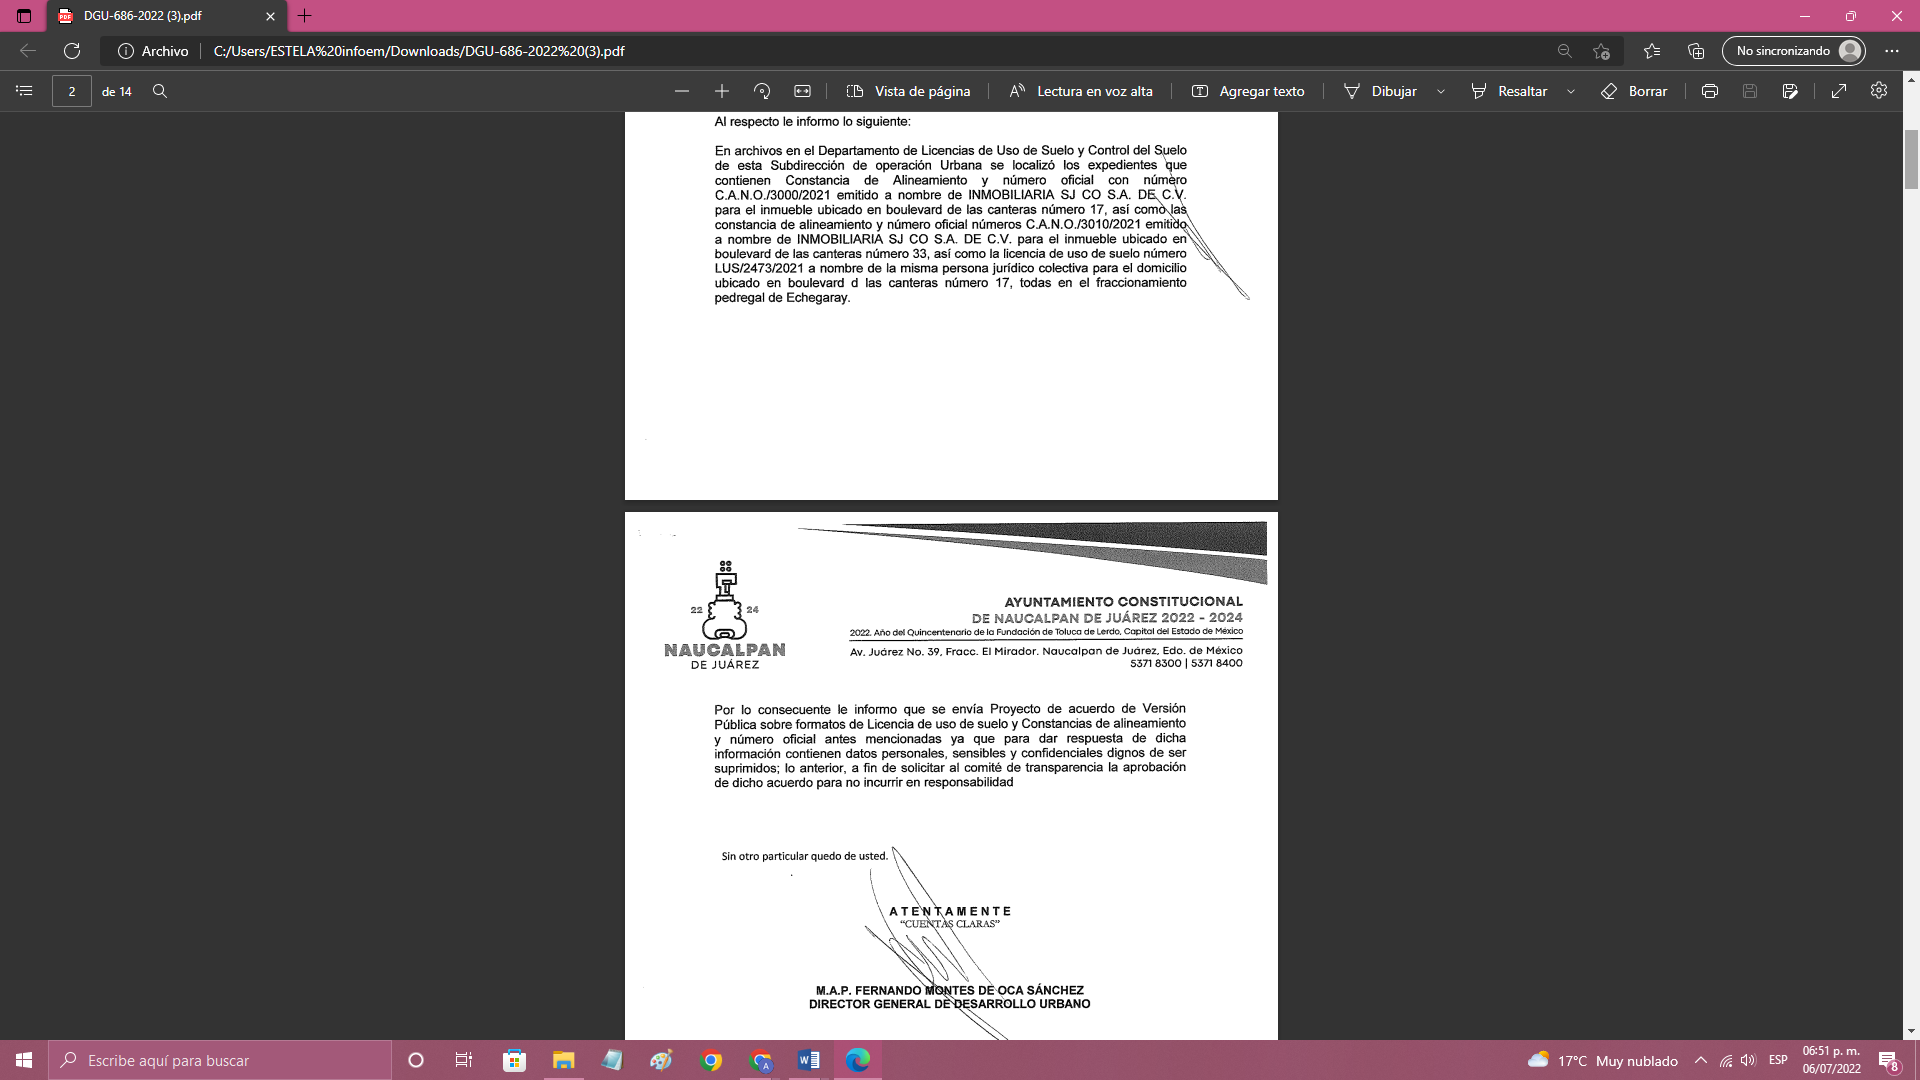 DGU-686-2022 (3).pdf
Archivo
C:/Users/ESTELA%20infoem/Downloads/DGU-686-2022%20(3).pdf
No sincronizando
2
de 14
Vista de página
Lectura en voz alta
Agregar texto
Dibujar
Resaltar
Borrar
Al respecto le informo lo siguiente:
En archivos en el Departamento de Licencias de Uso de Suelo y Control del Suelo
de esta Subdirección de operación Urbana se localizó los expedientes que
contienen Constancia de Alineamiento y número oficial con número
C.A.N.O./3000/2021 emitido a nombre de INMOBILIARIA SJ CO S.A. DE C.V.
para el inmueble ubicado en boulevard de las canteras número 17, así como las
constancia de alineamiento y número oficial números C.A.N.O./3010/2021 emitido
a nombre de INMOBILIARIA SJ CO S.A. DE C.V. para el inmueble ubicado en
boulevard de las canteras número 33, así como la licencia de uso de suelo número
LUS/2473/2021 a nombre de la misma persona jurídico colectiva para el domicilio
ubicado en boulevard d las canteras número 17, todas en el fraccionamiento
pedregal de Echegaray.
22 24
NAUCALPAN
DE JUÁREZ
AYUNTAMIENTO CONSTITUCIONAL
DE NAUCALPAN DE JUÁREZ 2022 - 2024
2022. Año del Quincentenario de la Fundación de Toluca de Lerdo, Capital del Estado de México
Av. Juárez No. 39, Fracc. El Mirador. Naucalpan de Juárez, Edo. de México
5371 8300 | 5371 8400
Por lo consecuente le informo que se envía Proyecto de acuerdo de Versión
Pública sobre formatos de Licencia de uso de suelo y Constancias de alineamiento
y número oficial antes mencionadas ya que para dar respuesta de dicha
información contienen datos personales, sensibles y confidenciales dignos de ser
suprimidos; lo anterior, a fin de solicitar al comité de transparencia la aprobación
de dicho acuerdo para no incurrir en responsabilidad
Sin otro particular quedo de usted.
ATENTAMENTE
“CUENTAS CLARAS”
M.A.P. FERNANDO MONTES DE OCA SÁNCHEZ
DIRECTOR GENERAL DE DESARROLLO URBANO
Escribe aquí para buscar
A
17°C Muy nublado
ESP
06:51 p. m.
06/07/2022
8